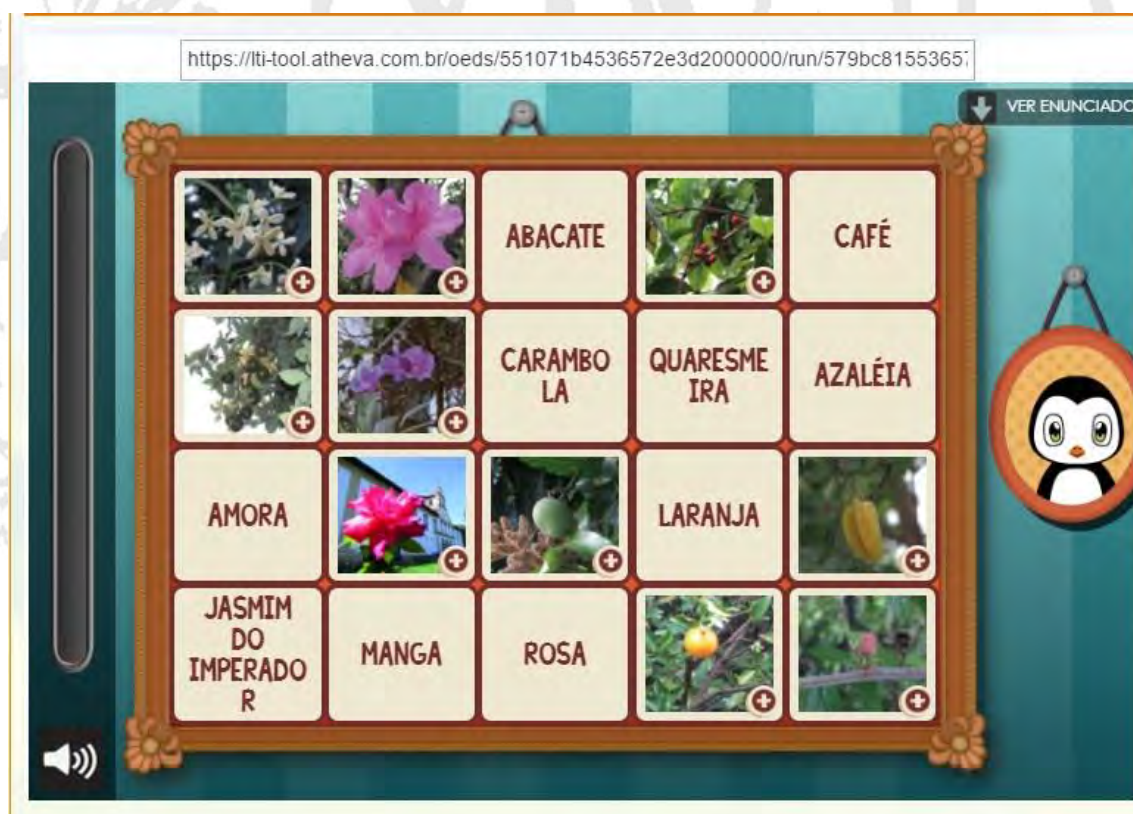 https://lti-tool.atheva.com.br/oeds/551071b4536572e3d2000000/run/579bc81553657
VER ENUNCIADO
ABACATE
CAFÉ
CARAMBO
LA
QUARESME
IRA
AZALÉIA
AMORA
LARANJA
JASMIM
DO
IMPERADO
R
MANGA
ROSA